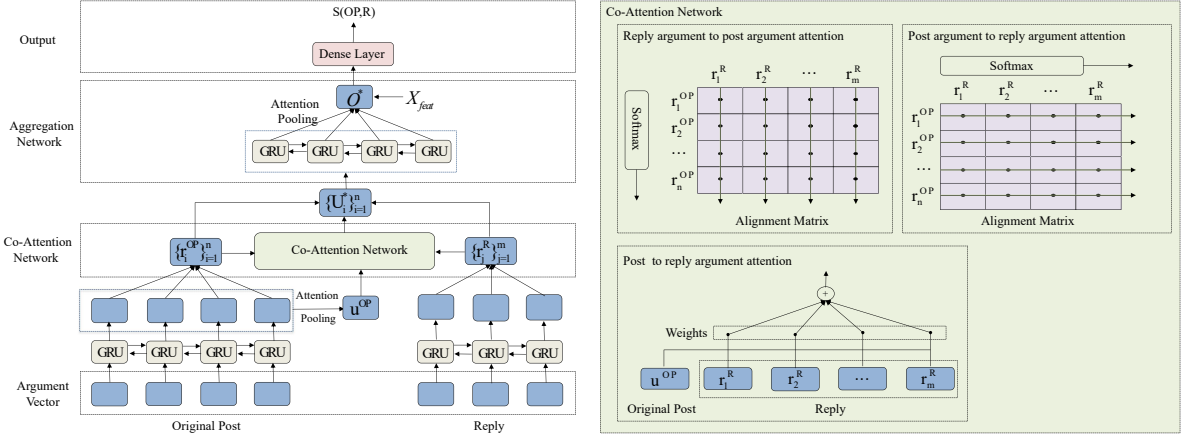 S(OP,R)
Output
Dense Layer
O*
X_feat
Attention
Pooling
Aggregation
Network
GRU GRU GRU GRU
{U_i^*}_{i=1}^n
Co-Attention
Network
{r_i^OP}_{i=1}^n
Co-Attention Network
{r_j^R}_{j=1}^m
Attention
Pooling
u^OP
GRU GRU GRU GRU
GRU GRU GRU
Argument
Vector
Original Post
Reply
Co-Attention Network
Reply argument to post argument attention
r_1^R r_2^R ⋯ r_m^R
Softmax
r_1^OP
r_2^OP
⋯
r_n^OP
Alignment Matrix
Post argument to reply argument attention
Softmax
r_1^R r_2^R ⋯ r_m^R
r_1^OP
r_2^OP
⋯
r_n^OP
Alignment Matrix
Post to reply argument attention
+
Weights
u^OP r_1^R r_2^R ⋯ r_m^R
Original Post Reply